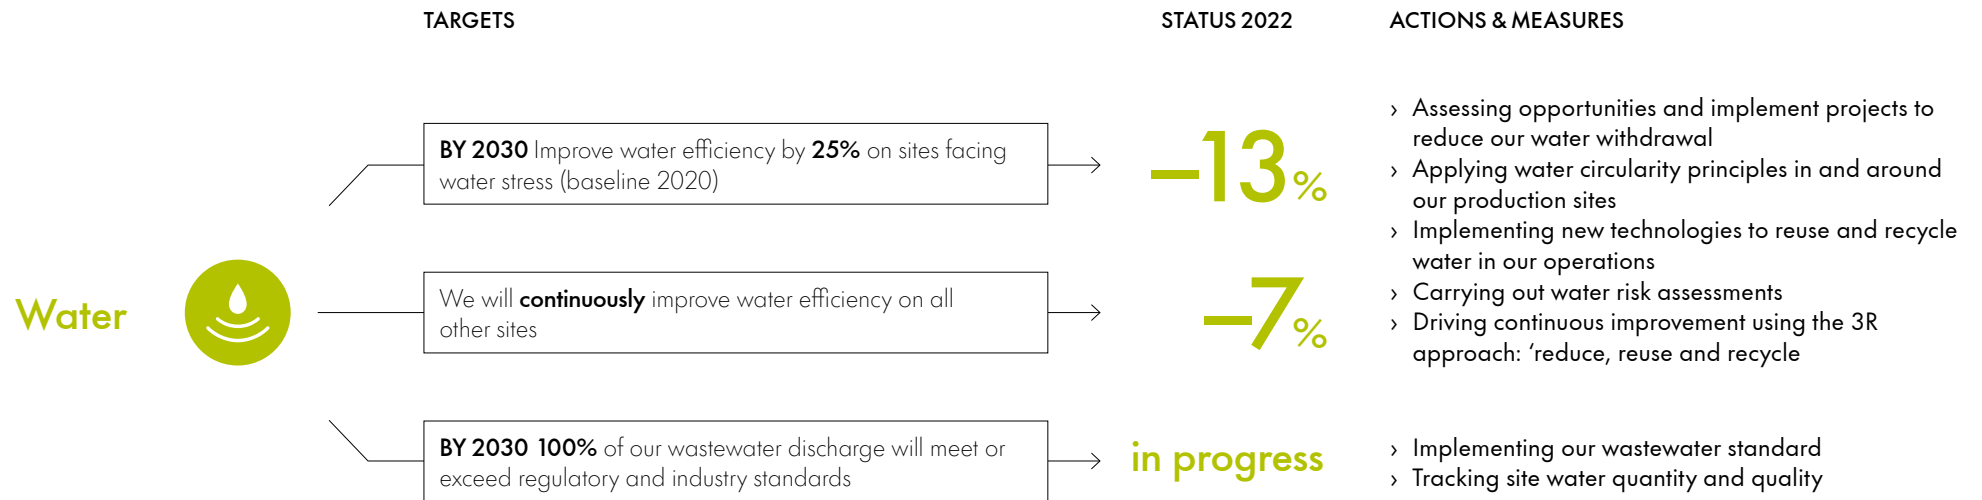 TARGETS
STATUS 2022
ACTIONS & MEASURES
Water
BY 2030 Improve water efficiency by 25% on sites facing
water stress (baseline 2020)
–13%
› Assessing opportunities and implement projects to
reduce our water withdrawal
› Applying water circularity principles in and around
our production sites
› Implementing new technologies to reuse and recycle
water in our operations
› Carrying out water risk assessments
› Driving continuous improvement using the 3R
approach: ‘reduce, reuse and recycle
We will continuously improve water efficiency on all
other sites
–7%
BY 2030 100% of our wastewater discharge will meet or
exceed regulatory and industry standards
in progress
› Implementing our wastewater standard
› Tracking site water quantity and quality